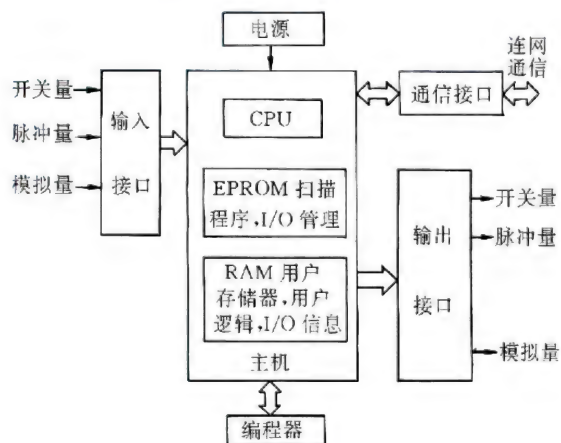 电源
连网
通信
通信接口
开关量
脉冲量
模拟量
输入
接口
CPU
EPROM 扫描
程序,I/O 管理
RAM 用户
存储器,用户
逻辑,I/O 信息
主机
输出
接口
开关量
脉冲量
模拟量
编程器